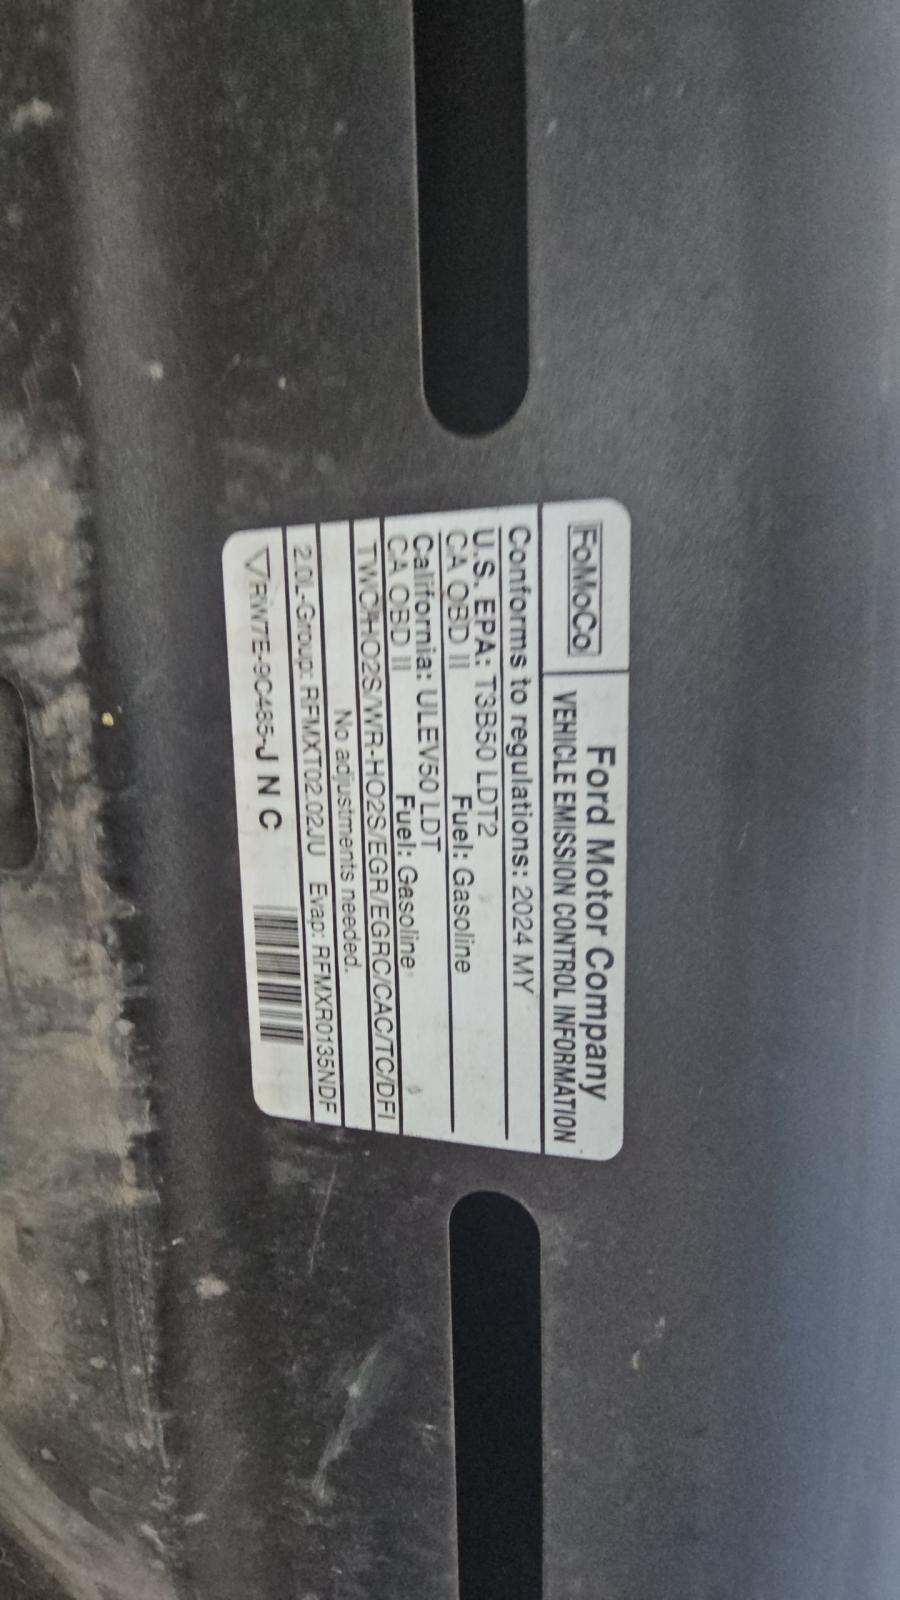 FoMoCo
Ford Motor Company
VEHICLE EMISSION CONTROL INFORMATION
Conforms to regulations: 2024 MY
U.S. EPA: T3B50 LDT2
CA OBD II Fuel: Gasoline
California: ULEV50 LDT
CA OBD II Fuel: Gasoline
TWC/HO2S/WR-HO2S/EGR/EGRC/CAC/TC/DFI
No adjustments needed.
2.0L-Group: RFMXT02.02JU Evap: RFMXR0135NDF
▽RW7E-9C485-J N C